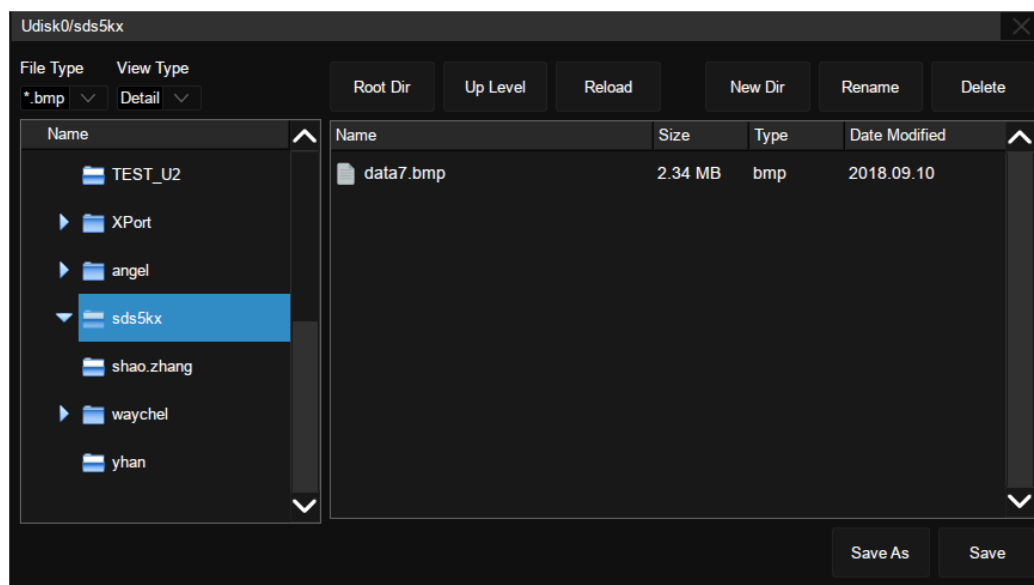 Udisk0/sds5kx
File Type View Type
*.bmp Detail
Root Dir Up Level Reload New Dir Rename Delete
Name
TEST_U2
XPort
angel
sds5kx
shao.zhang
waychel
yhan
Name Size Type Date Modified
data7.bmp 2.34 MB bmp 2018.09.10
Save As Save